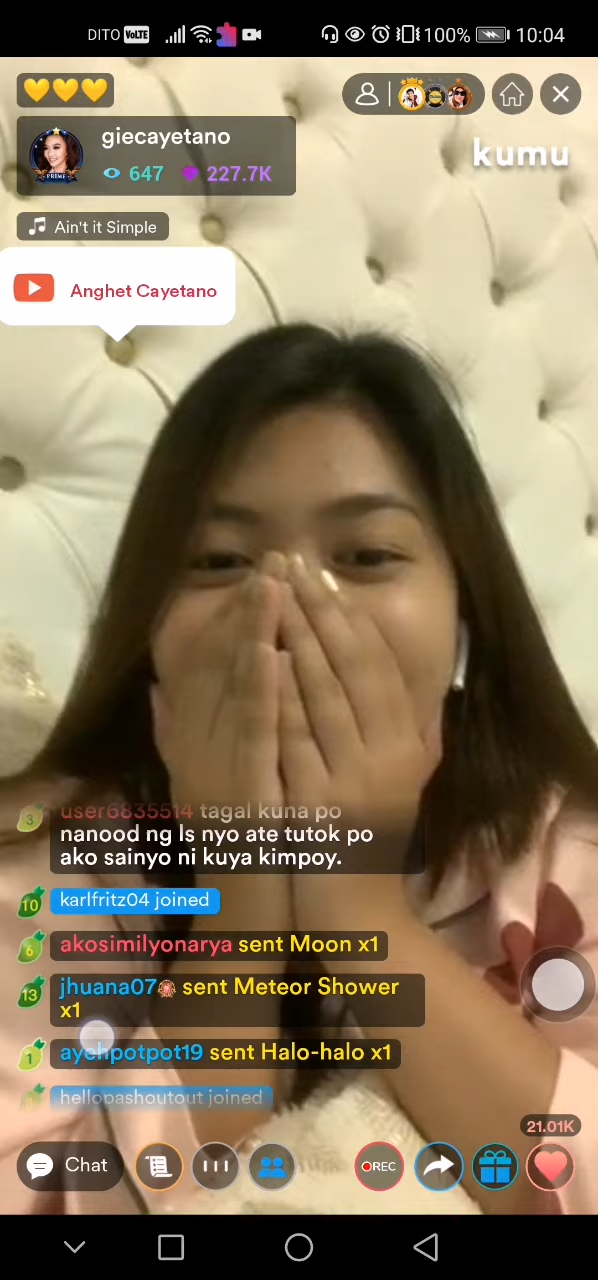 DITO VoLTE 100% 10:04
giecayetano
PRIME
647 227.7K
kumu
Ain't it Simple
Anghet Cayetano
3 user6835514 tagal kuna po
nanood ng ls nyo ate tutok po
ako sainyo ni kuya kimpoy.
10 karlfritz04 joined
6 akosimilyonarya sent Moon x1
13 jhuana07 sent Meteor Shower
x1
1 ayehpotpot19 sent Halo-halo x1
hellopashoutout joined
21.01K
Chat REC